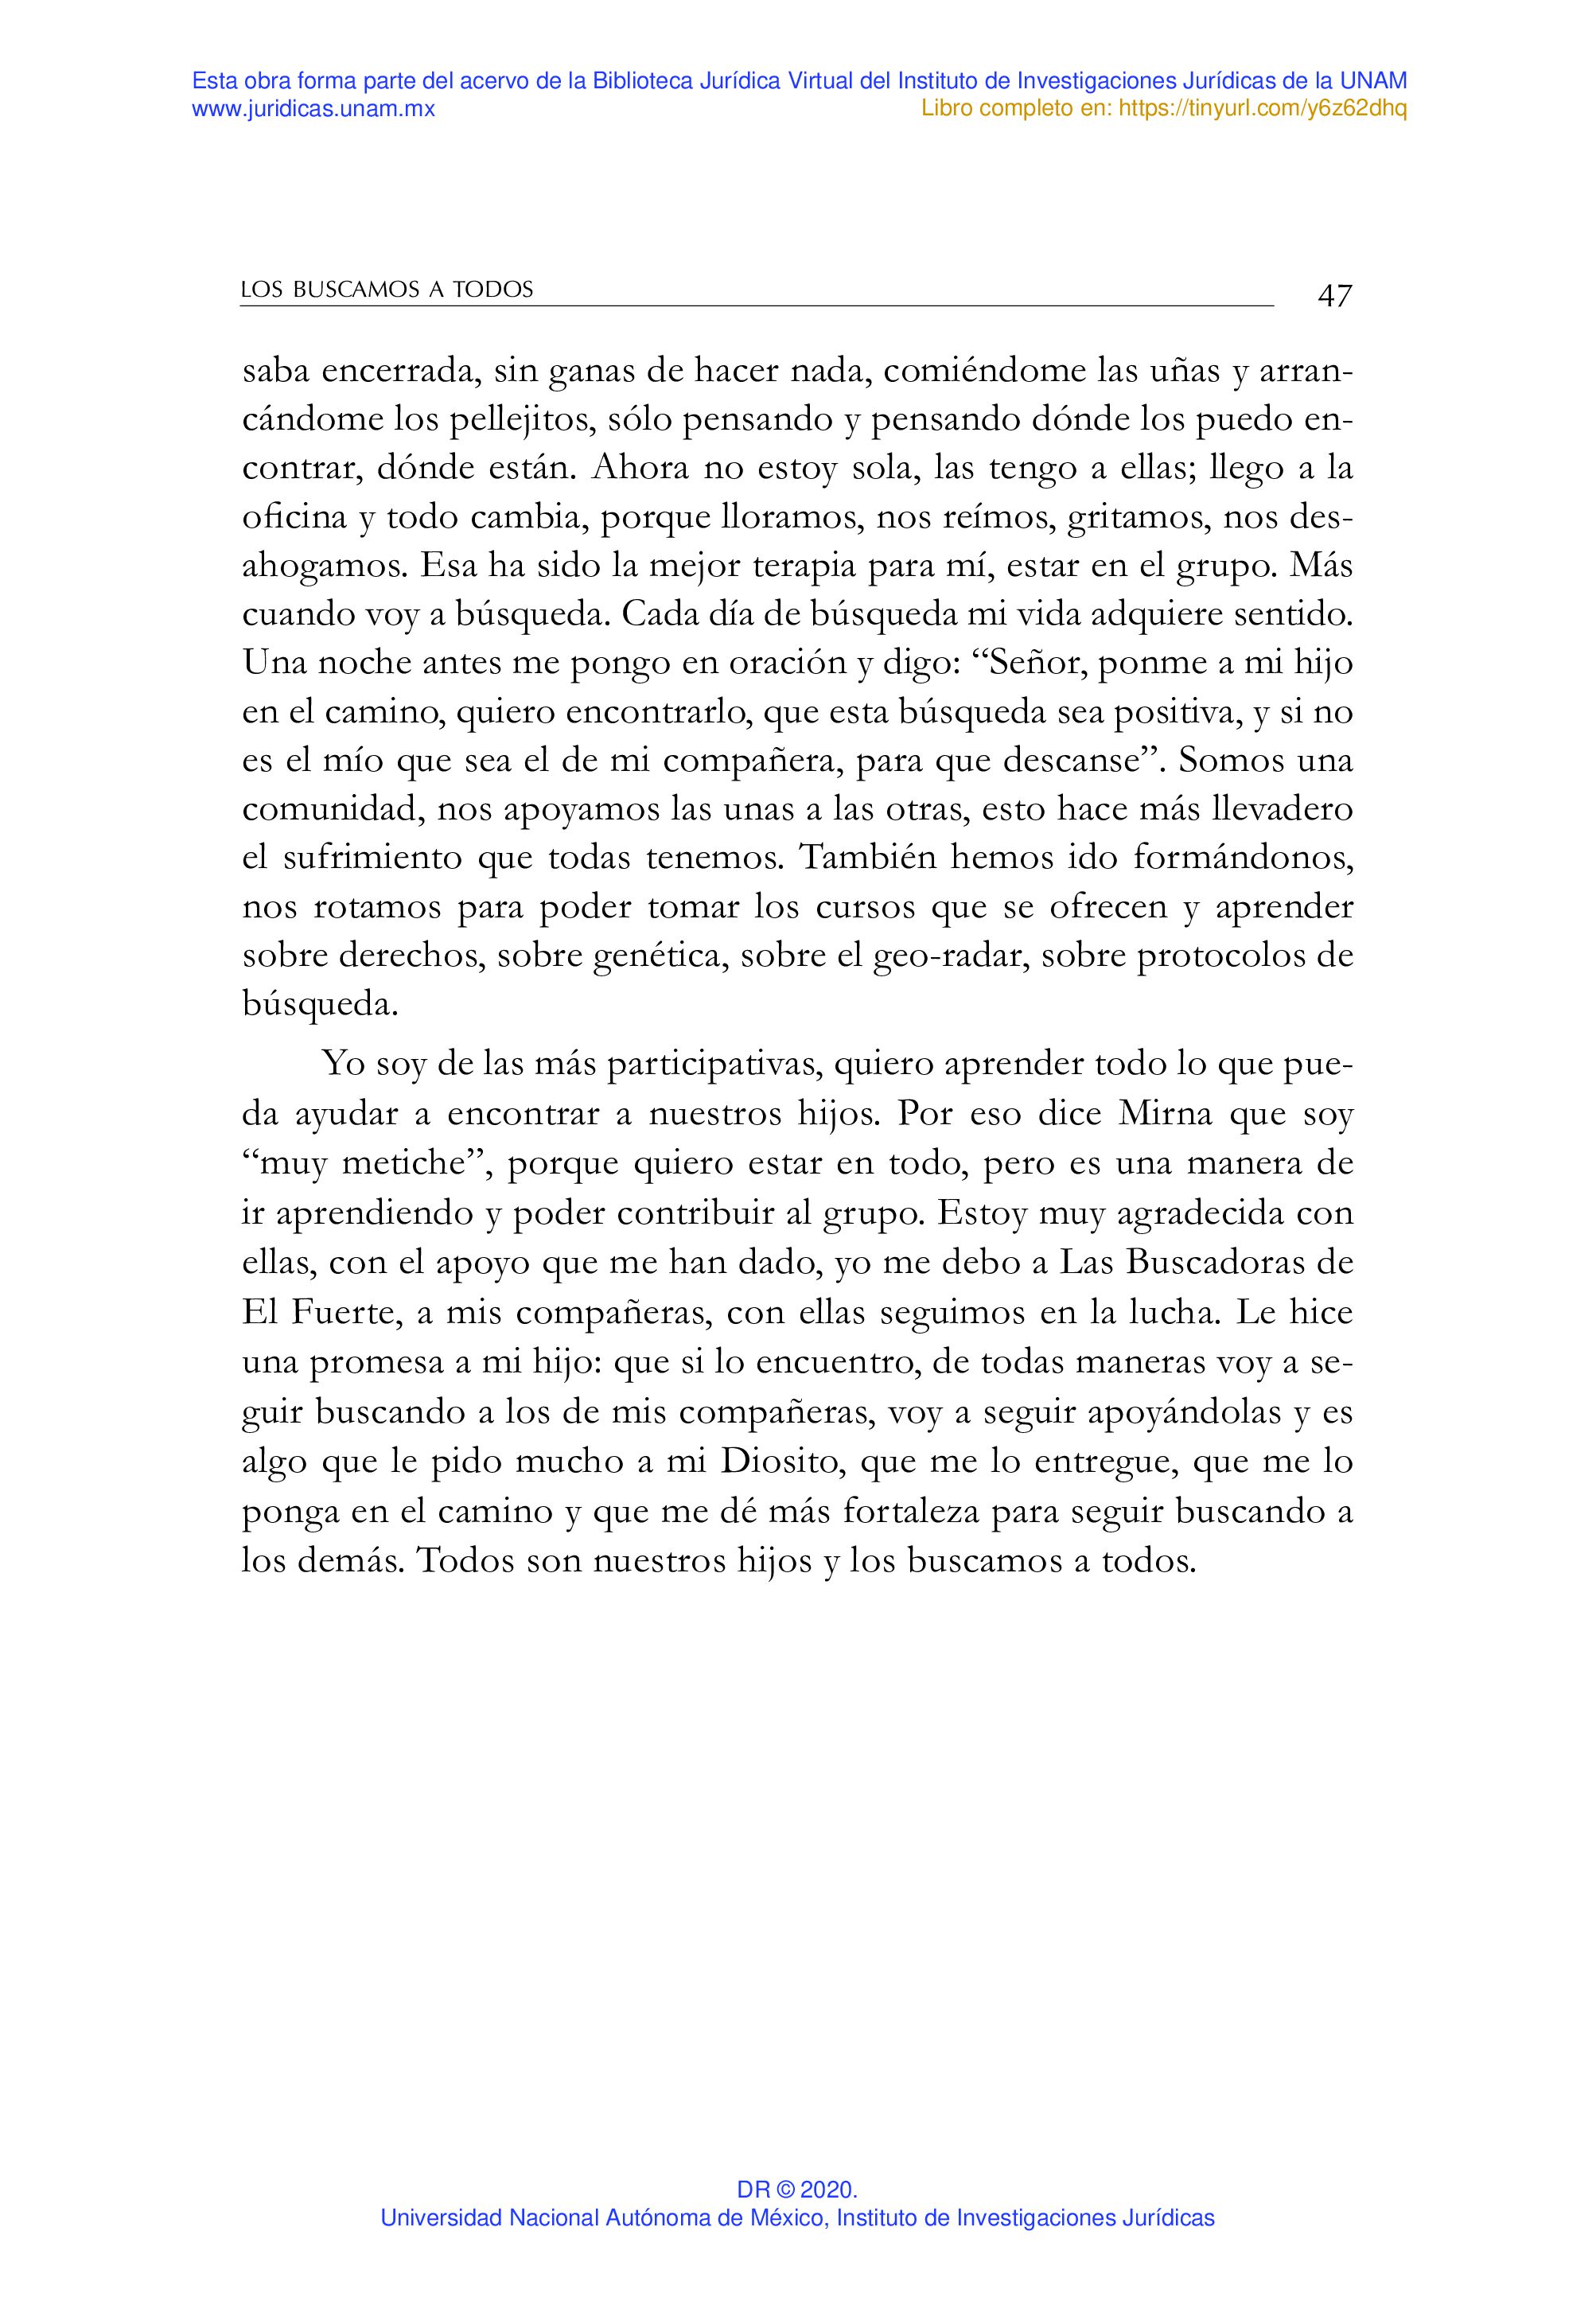 Esta obra forma parte del acervo de la Biblioteca Jurídica Virtual del Instituto de Investigaciones Jurídicas de la UNAM
www.juridicas.unam.mx
Libro completo en: https://tinyurl.com/y6z62dhq
LOS BUSCAMOS A TODOS
47
saba encerrada, sin ganas de hacer nada, comiéndome las uñas y arran-
cándome los pellejitos, sólo pensando y pensando dónde los puedo en-
contrar, dónde están. Ahora no estoy sola, las tengo a ellas; llego a la
oficina y todo cambia, porque lloramos, nos reímos, gritamos, nos des-
ahogamos. Esa ha sido la mejor terapia para mí, estar en el grupo. Más
cuando voy a búsqueda. Cada día de búsqueda mi vida adquiere sentido.
Una noche antes me pongo en oración y digo: “Señor, ponme a mi hijo
en el camino, quiero encontrarlo, que esta búsqueda sea positiva, y si no
es el mío que sea el de mi compañera, para que descanse”. Somos una
comunidad, nos apoyamos las unas a las otras, esto hace más llevadero
el sufrimiento que todas tenemos. También hemos ido formándonos,
nos rotamos para poder tomar los cursos que se ofrecen y aprender
sobre derechos, sobre genética, sobre el geo-radar, sobre protocolos de
búsqueda.
Yo soy de las más participativas, quiero aprender todo lo que pue-
da ayudar a encontrar a nuestros hijos. Por eso dice Mirna que soy
“muy metiche”, porque quiero estar en todo, pero es una manera de
ir aprendiendo y poder contribuir al grupo. Estoy muy agradecida con
ellas, con el apoyo que me han dado, yo me debo a Las Buscadoras de
El Fuerte, a mis compañeras, con ellas seguimos en la lucha. Le hice
una promesa a mi hijo: que si lo encuentro, de todas maneras voy a se-
guir buscando a los de mis compañeras, voy a seguir apoyándolas y es
algo que le pido mucho a mi Diosito, que me lo entregue, que me lo
ponga en el camino y que me dé más fortaleza para seguir buscando a
los demás. Todos son nuestros hijos y los buscamos a todos.
DR © 2020.
Universidad Nacional Autónoma de México, Instituto de Investigaciones Jurídicas